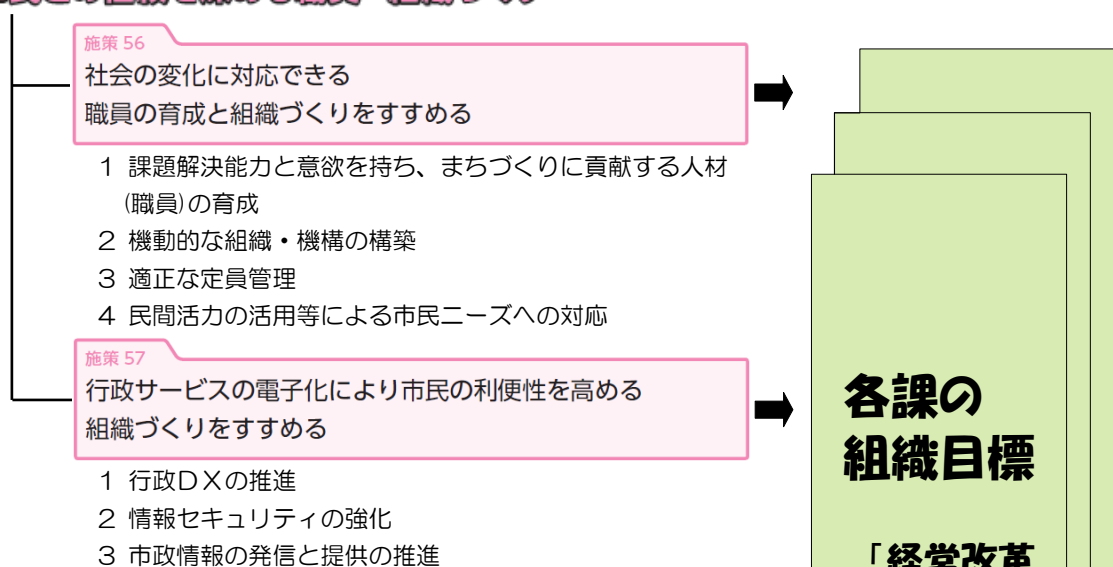 施策 56
社会の変化に対応できる
職員の育成と組織づくりをすすめる
1 課題解決能力と意欲を持ち、まちづくりに貢献する人材
(職員)の育成
2 機動的な組織・機構の構築
3 適正な定員管理
4 民間活力の活用等による市民ニーズへの対応
施策 57
行政サービスの電子化により市民の利便性を高める
組織づくりをすすめる
1 行政DXの推進
2 情報セキュリティの強化
3 市政情報の発信と提供の推進
各課の
組織目標
「経営改革